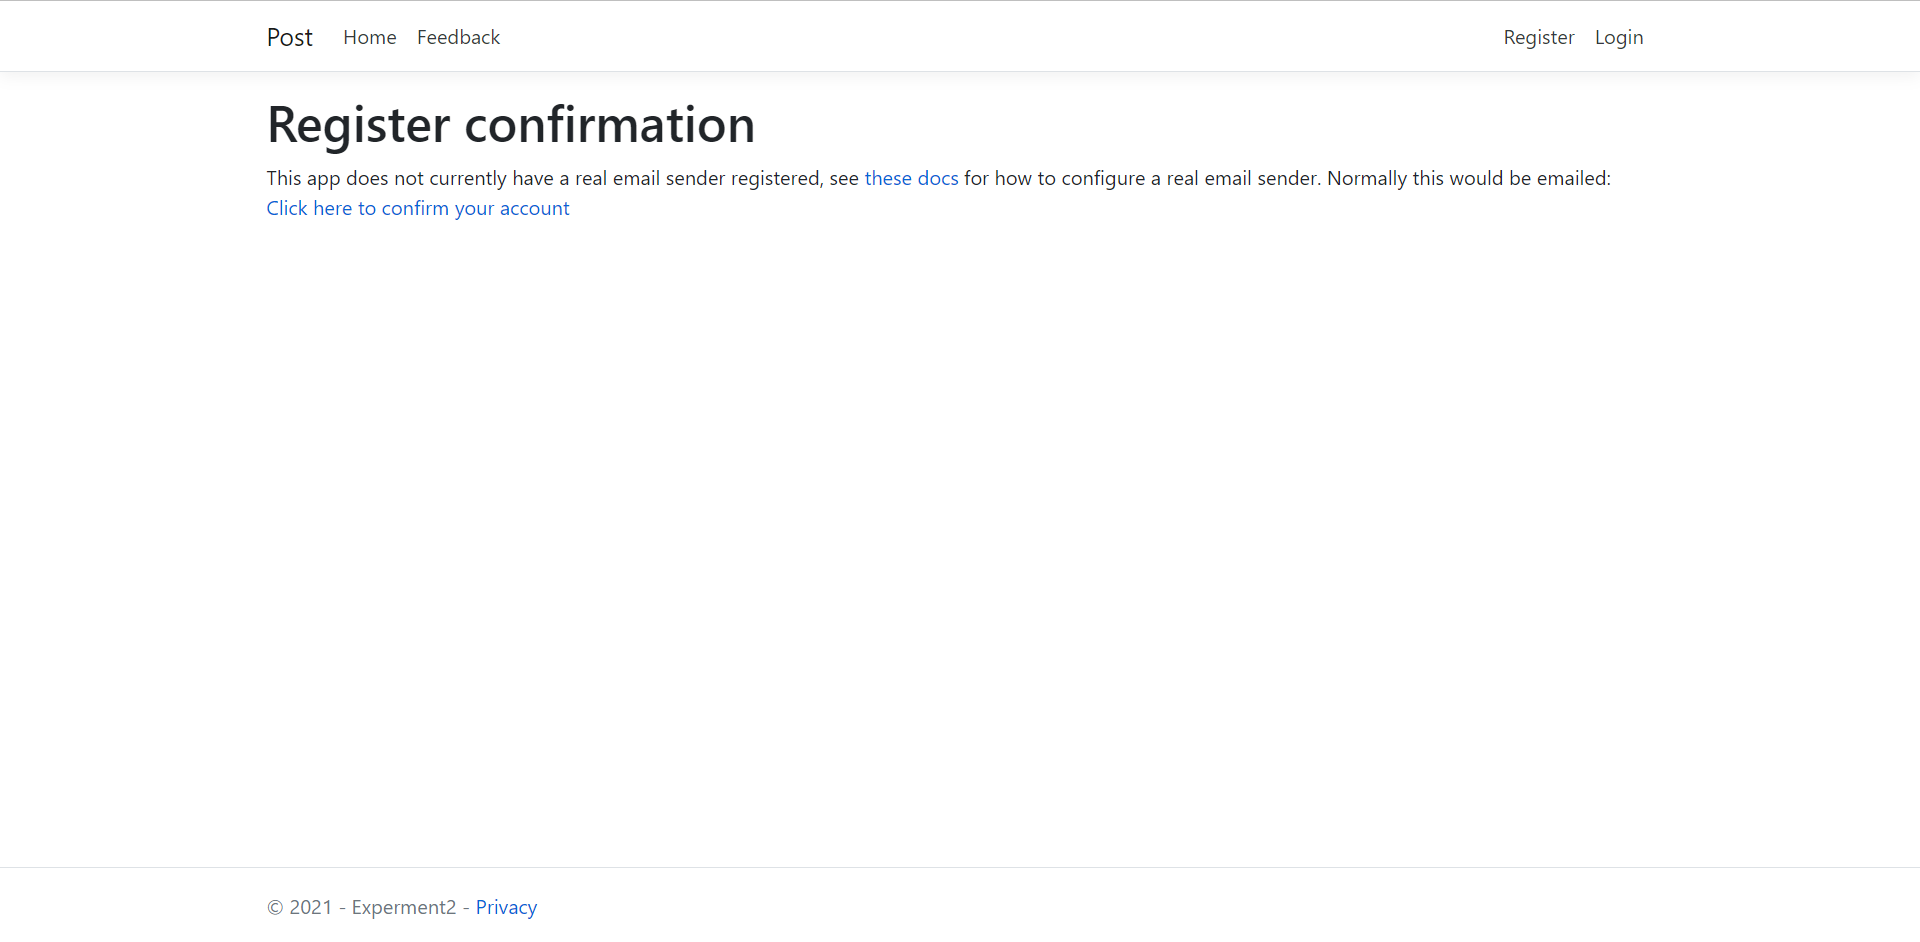 Post Home Feedback Register Login
Register confirmation
This app does not currently have a real email sender registered, see these docs for how to configure a real email sender. Normally this would be emailed:
Click here to confirm your account
© 2021 - Experment2 - Privacy